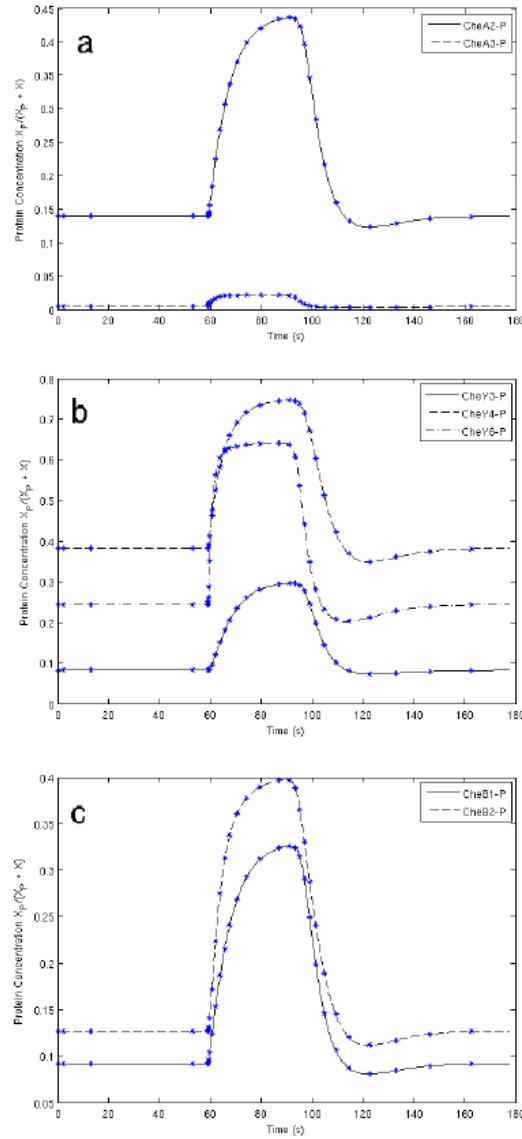 a
CheA2-P
CheA3-P
Protein Concentration X_P/(X_P + X)
0.45
0.4
0.35
0.3
0.25
0.2
0.15
0.1
0.05
0
0 20 40 60 80 100 120 140 160 180
Time (s)
b
CheY3-P
CheY4-P
CheY6-P
Protein Concentration X_P/(X_P + X)
0.8
0.7
0.6
0.5
0.4
0.3
0.2
0.1
0
0 20 40 60 80 100 120 140 160 180
Time (s)
c
CheB1-P
CheB2-P
Protein Concentration X_P/(X_P + X)
0.4
0.35
0.3
0.25
0.2
0.15
0.1
0.05
0 20 40 60 80 100 120 140 160 180
Time (s)